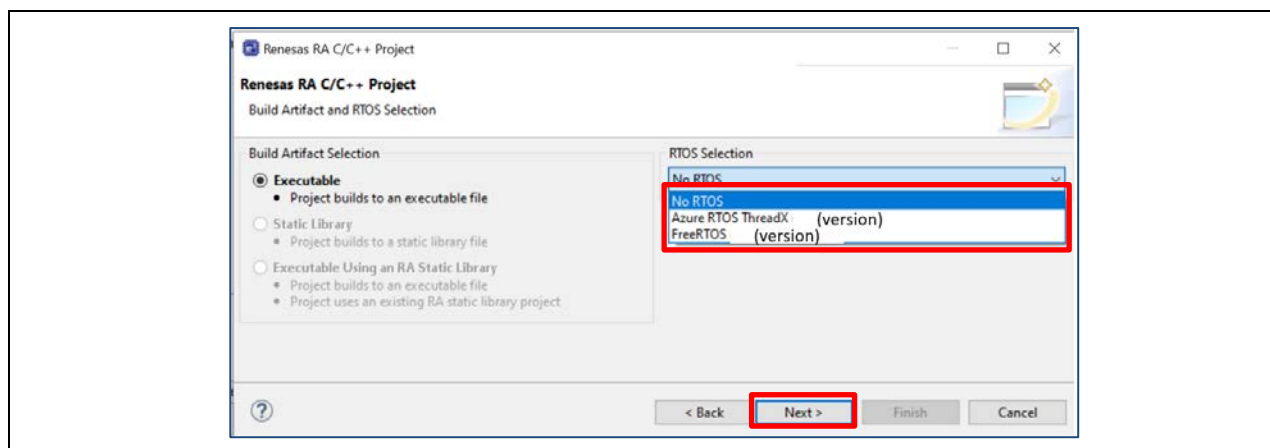 Renesas RA C/C++ Project
Renesas RA C/C++ Project
Build Artifact and RTOS Selection
Build Artifact Selection
Executable
Project builds to an executable file
Static Library
Project builds to a static library file
Executable Using an RA Static Library
Project builds to an executable file
Project uses an existing RA static library project
RTOS Selection
No RTOS
No RTOS
Azure RTOS ThreadX (version)
FreeRTOS (version)
?
< Back Next > Finish Cancel